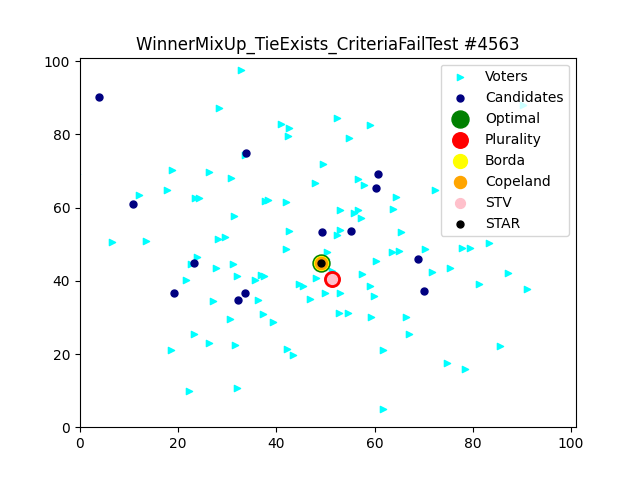 WinnerMixUp_TieExists_CriteriaFailTest #4563
100
80
60
40
20
0
0 20 40 60 80 100
Voters
Candidates
Optimal
Plurality
Borda
Copeland
STV
STAR